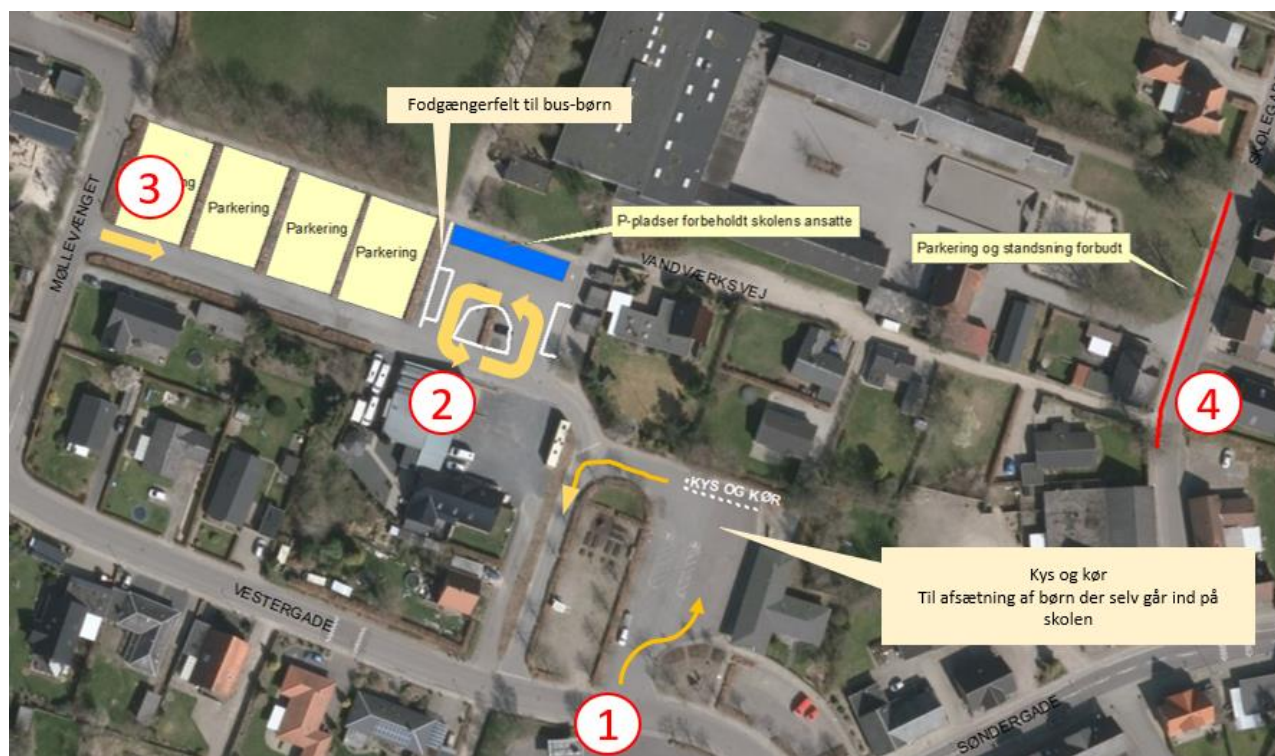 Fodgængerfelt til bus-børn
SKOLEGA
3
Parkering
Parkering
Parkering
P-pladser forbeholdt skolens ansatte
Parkering og standsning forbudt
MØLLEVÆNGET
VANDVÆRKSVEJ
2
4
KYS OG KØR
Kys og kør
Til afsætning af børn der selv går ind på
skolen
VESTERGADE
1
SØNDERGADE